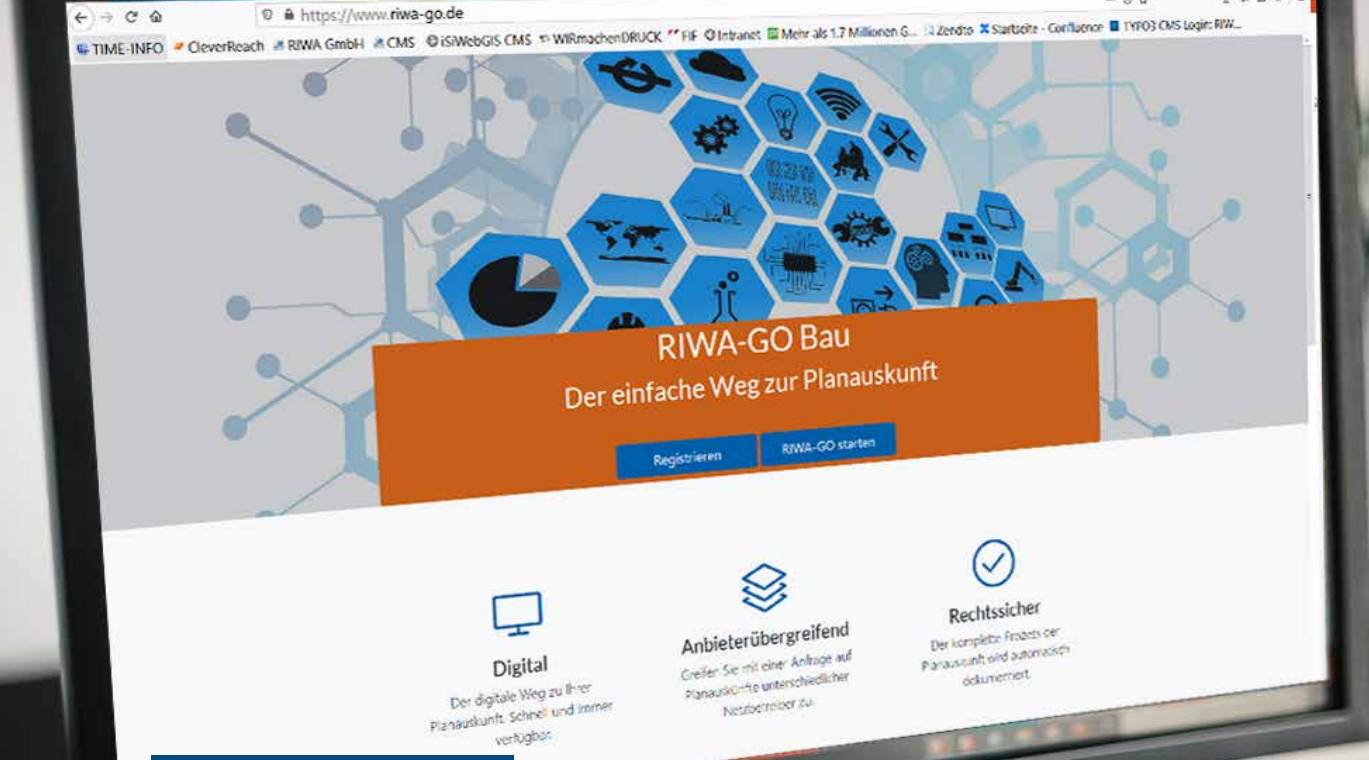 https://www.riwa-go.de
TIME-INFO CleverReach RIWA GmbH CMS iSiWebGIS CMS WIRmachenDRUCK FIF Intranet Mehr als 1.7 Millionen G... Zendto Startseite - Confluence TYPO3 CMS Login: RIW...
RIWA-GO Bau
Der einfache Weg zur Planauskunft
Registrieren
RIWA-GO starten
Digital
Der digitale Weg zu Ihrer
Planauskunft. Schnell und immer
verfügbar.
Anbieterübergreifend
Greifen Sie mit einer Anfrage auf
Planauskünfte unterschiedlicher
Netzbetreiber zu.
Rechtssicher
Der komplette Prozess der
Planauskunft wird automatisch
dokumentiert.